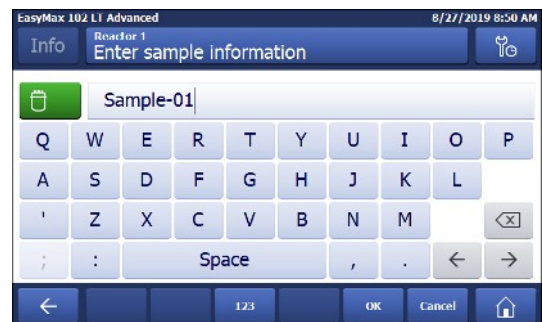 EasyMax 102 LT Advanced 8/27/2019 8:50 AM
Info
Reactor 1
Enter sample information
Sample-01
Q W E R T Y U I O P
A S D F G H J K L
' Z X C V B N M
; : Space , .
123 OK Cancel